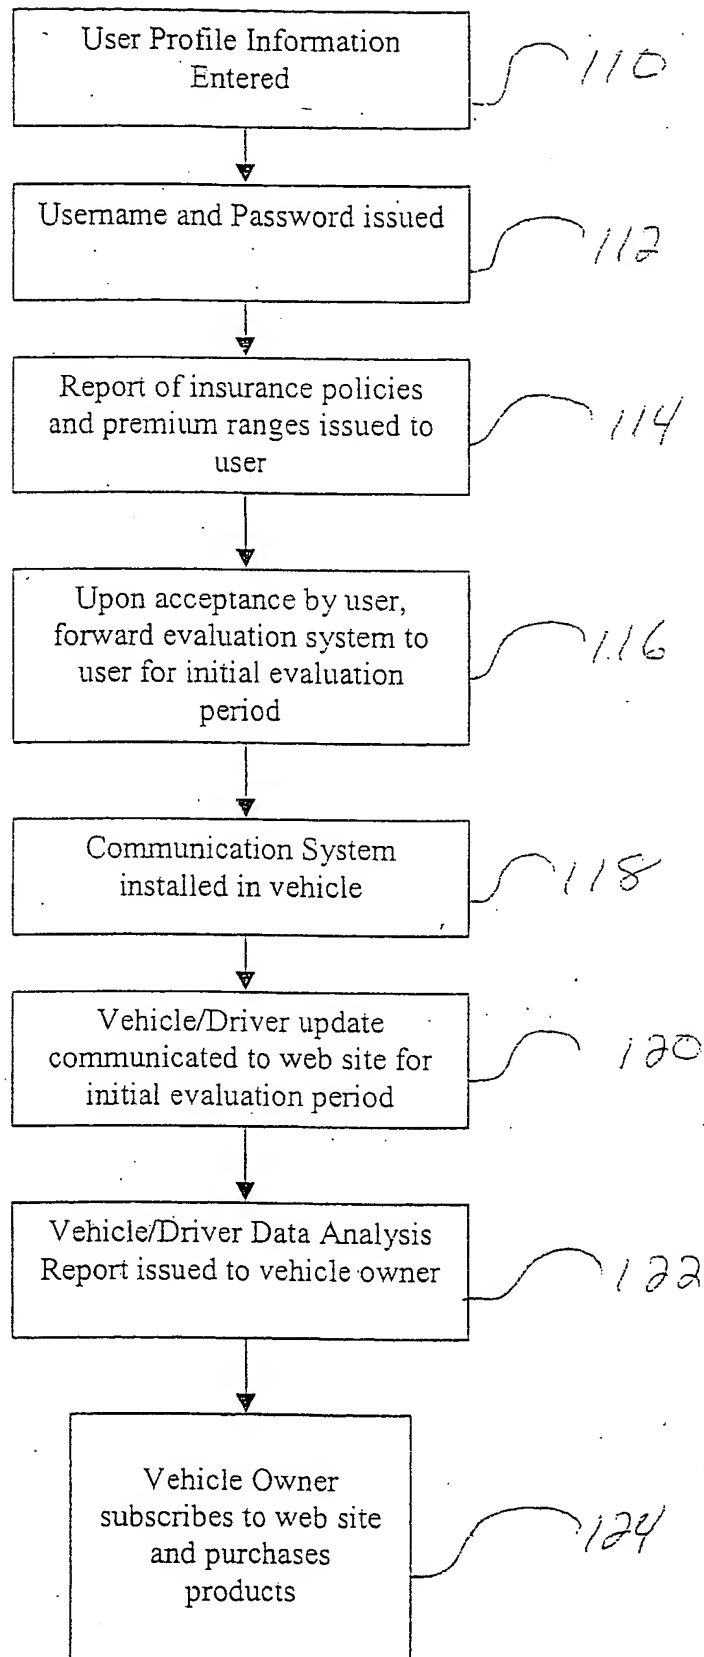 User Profile Information
Entered
110
Username and Password issued
112
Report of insurance policies
and premium ranges issued to
user
114
Upon acceptance by user,
forward evaluation system to
user for initial evaluation
period
116
Communication System
installed in vehicle
118
Vehicle/Driver update
communicated to web site for
initial evaluation period
120
Vehicle/Driver Data Analysis
Report issued to vehicle owner
122
Vehicle Owner
subscribes to web site
and purchases
products
124